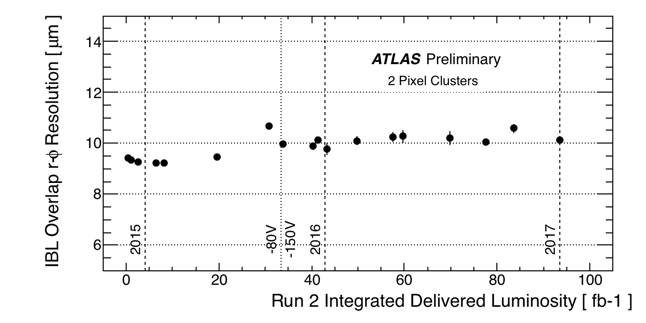 IBL Overlap r-ϕ Resolution [ μm ]
14
12
10
8
6
ATLAS Preliminary
2 Pixel Clusters
2015
-80V
-150V
2016
2017
0
20
40
60
80
100
Run 2 Integrated Delivered Luminosity [ fb-1 ]